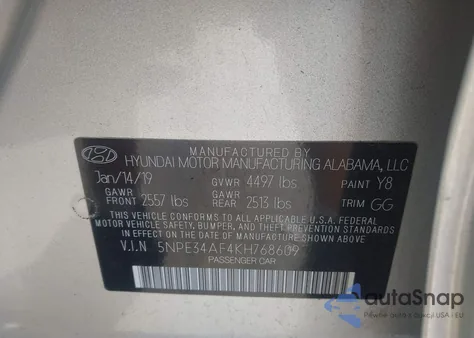 MANUFACTURED BY
HYUNDAI MOTOR MANUFACTURING ALABAMA, LLC
Jan/14/19 GVWR 4497 lbs PAINT Y8
GAWR FRONT 2557 lbs GAWR REAR 2513 lbs TRIM GG
THIS VEHICLE CONFORMS TO ALL APPLICABLE U.S.A. FEDERAL
MOTOR VEHICLE SAFETY, BUMPER, AND THEFT PREVENTION
STANDARDS IN EFFECT ON THE DATE OF MANUFACTURE SHOWN ABOVE.
V.I.N 5NPE34AF4KH768609
PASSENGER CAR
autoSnap